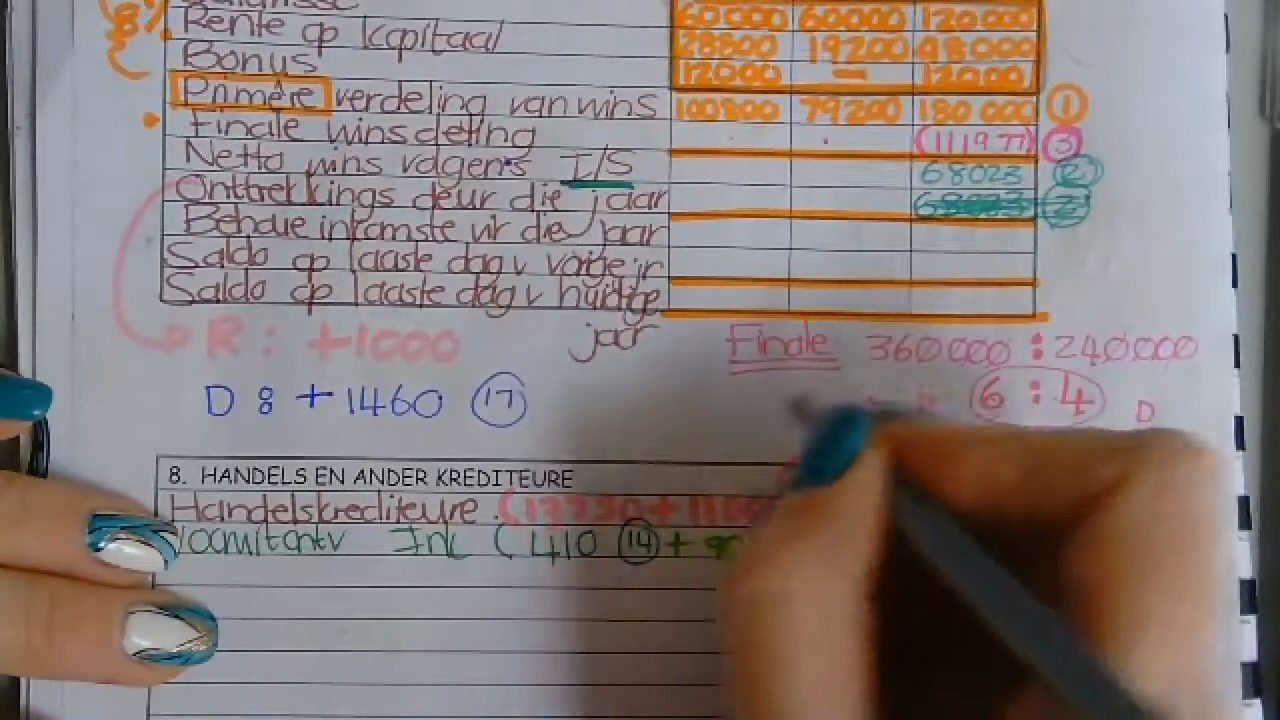 8%
Rente op kapitaal 60000 60000 120000
Bonus 28800 19200 48000
12000 — 12000
Primêre verdeling van wins 100800 79200 180000 ①
Finale winsdeling (111977) ③
Netto wins volgens I/S 68023 ②
Onttrekkings deur die jaar ②
Behoue inkomste vir die jaar
Saldo op laaste dag v vorige jr
Saldo op laaste dag v huidige
jaar
R: +1000
Finale 360000 : 240000
D: +1460 ⑰
6 : 4 D
8. HANDELS EN ANDER KREDITEURE
Handelskrediteure
Ink (410 ⑭ +